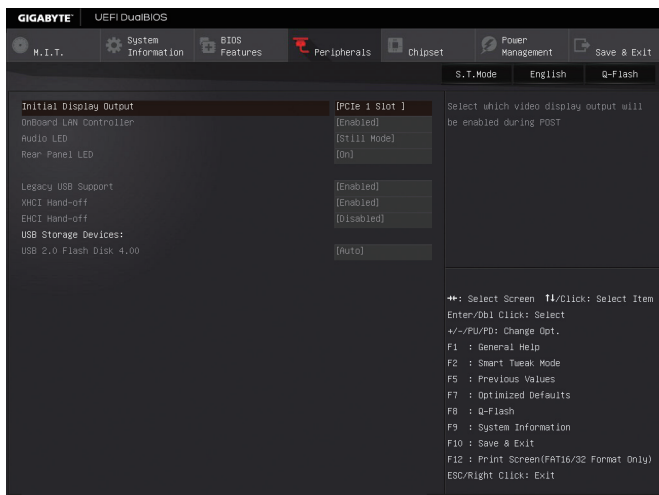 GIGABYTE™ UEFI DualBIOS
M.I.T.
System Information
BIOS Features
Peripherals
Chipset
Power Management
Save & Exit
S.T.Mode English Q-Flash
Initial Display Output [PCIe 1 Slot ]
OnBoard LAN Controller [Enabled]
Audio LED [Still Mode]
Rear Panel LED [On]
Legacy USB Support [Enabled]
XHCI Hand-off [Enabled]
EHCI Hand-off [Disabled]
USB Storage Devices:
USB 2.0 Flash Disk 4.00 [Auto]
Select which video display output will
be enabled during POST
→←: Select Screen ↑↓/Click: Select Item
Enter/Dbl Click: Select
+/-/PU/PD: Change Opt.
F1 : General Help
F2 : Smart Tweak Mode
F5 : Previous Values
F7 : Optimized Defaults
F8 : Q-Flash
F9 : System Information
F10 : Save & Exit
F12 : Print Screen(FAT16/32 Format Only)
ESC/Right Click: Exit